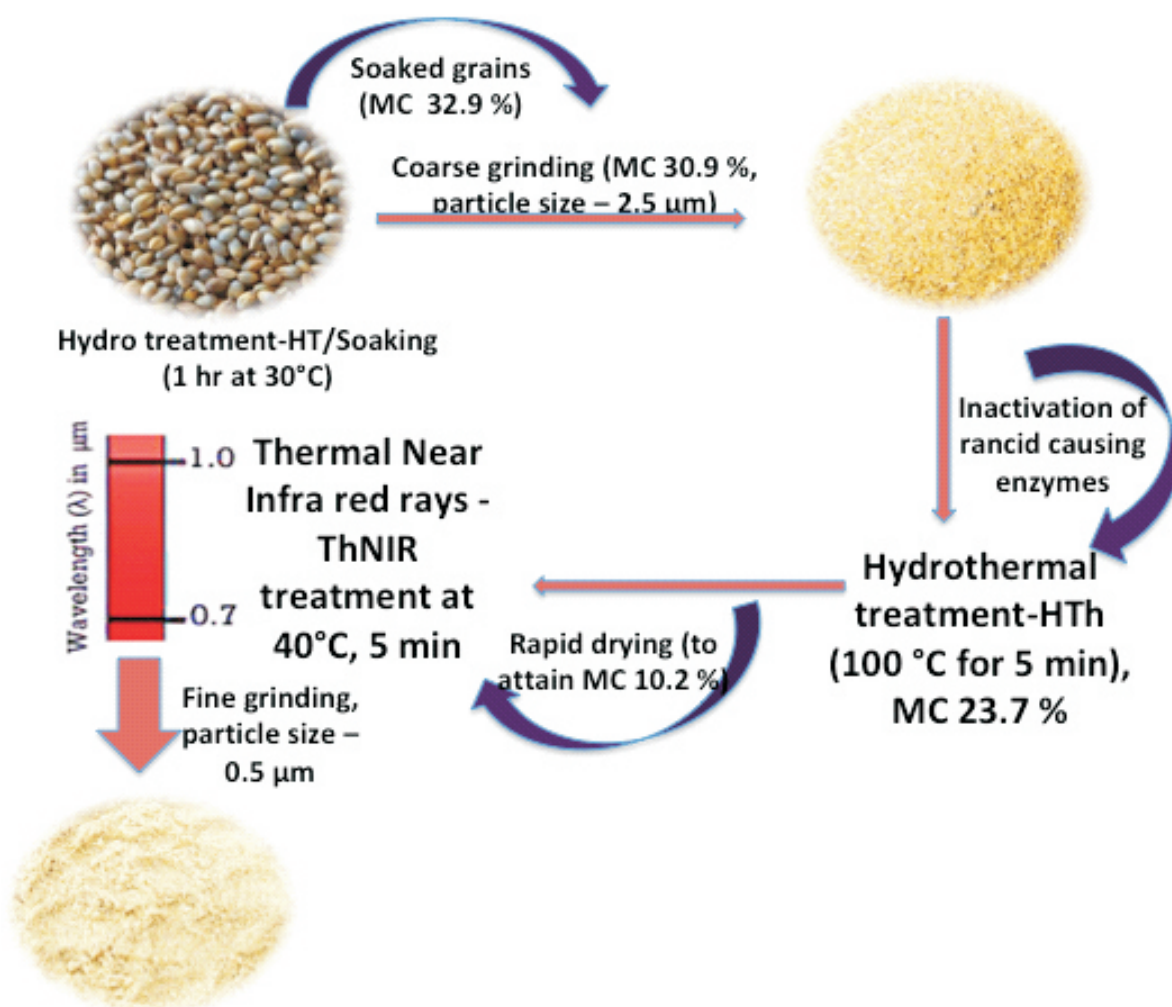 Soaked grains
(MC  32.9 %)
Coarse grinding (MC 30.9 %,
particle size – 2.5 μm)
Hydro treatment-HT/Soaking
(1 hr at 30°C)
Inactivation of
rancid causing
enzymes
Hydrothermal
treatment-HTh
(100 °C for 5 min),
MC 23.7 %
Rapid drying (to
attain MC 10.2 %)
Wavelength (λ) in μm
1.0
0.7
Thermal Near
Infra red rays -
ThNIR
treatment at
40°C, 5 min
Fine grinding,
particle size –
0.5 μm